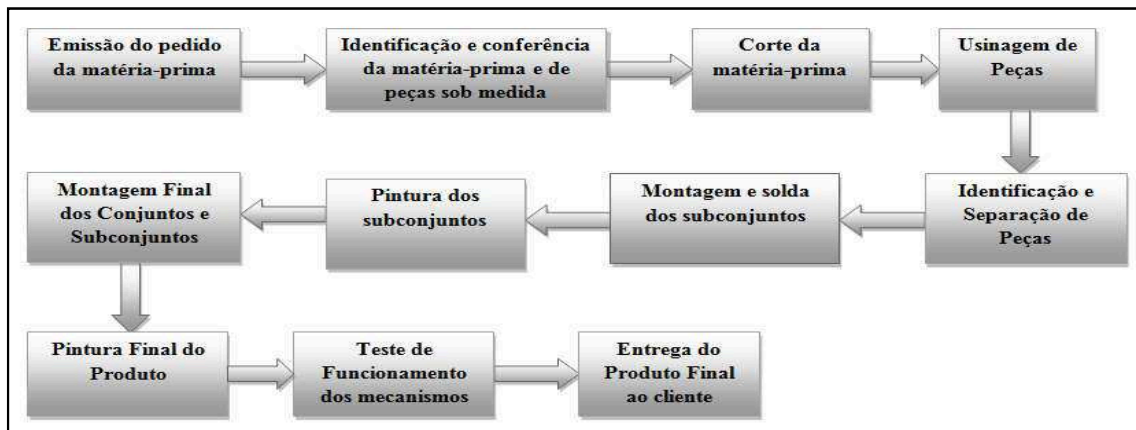 Emissão do pedido
da matéria-prima
Identificação e conferência
da matéria-prima e de
peças sob medida
Corte da
matéria-prima
Usinagem de
Peças
Identificação e
Separação de
Peças
Montagem e solda
dos subconjuntos
Pintura dos
subconjuntos
Montagem Final
dos Conjuntos e
Subconjuntos
Pintura Final do
Produto
Teste de
Funcionamento
dos mecanismos
Entrega do
Produto Final
ao cliente